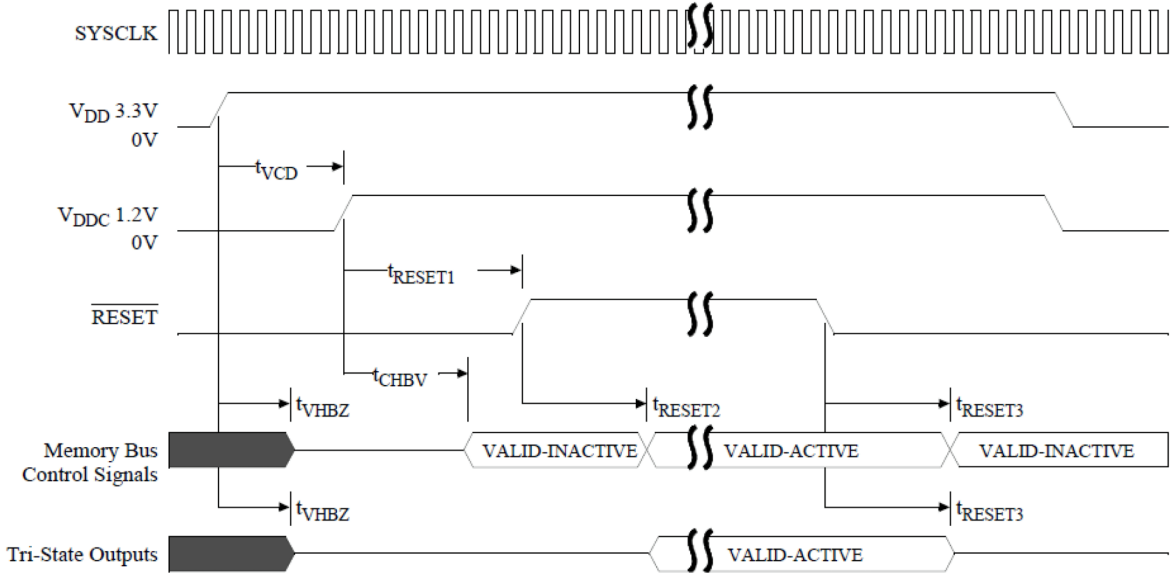 SYSCLK
VDD 3.3V
0V
tVCD
VDDC 1.2V
0V
tRESET1
RESET
tCHBV
tVHBZ
tRESET2
tRESET3
Memory Bus
Control Signals
VALID-INACTIVE
VALID-ACTIVE
VALID-INACTIVE
tVHBZ
tRESET3
Tri-State Outputs
VALID-ACTIVE